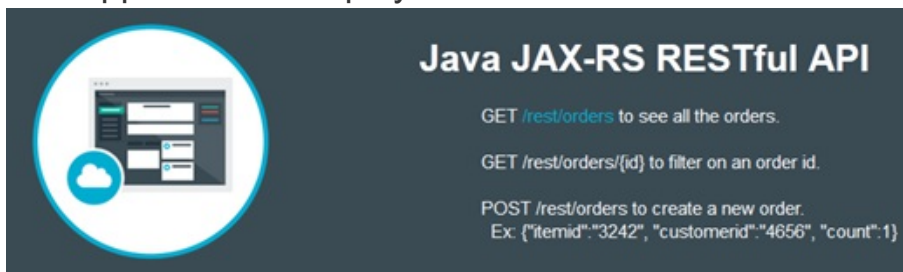 Java JAX-RS RESTful API
GET /rest/orders to see all the orders.
GET /rest/orders/{id} to filter on an order id.
POST /rest/orders to create a new order.
Ex: {"itemid":"3242", "customerid":"4656", "count":1}